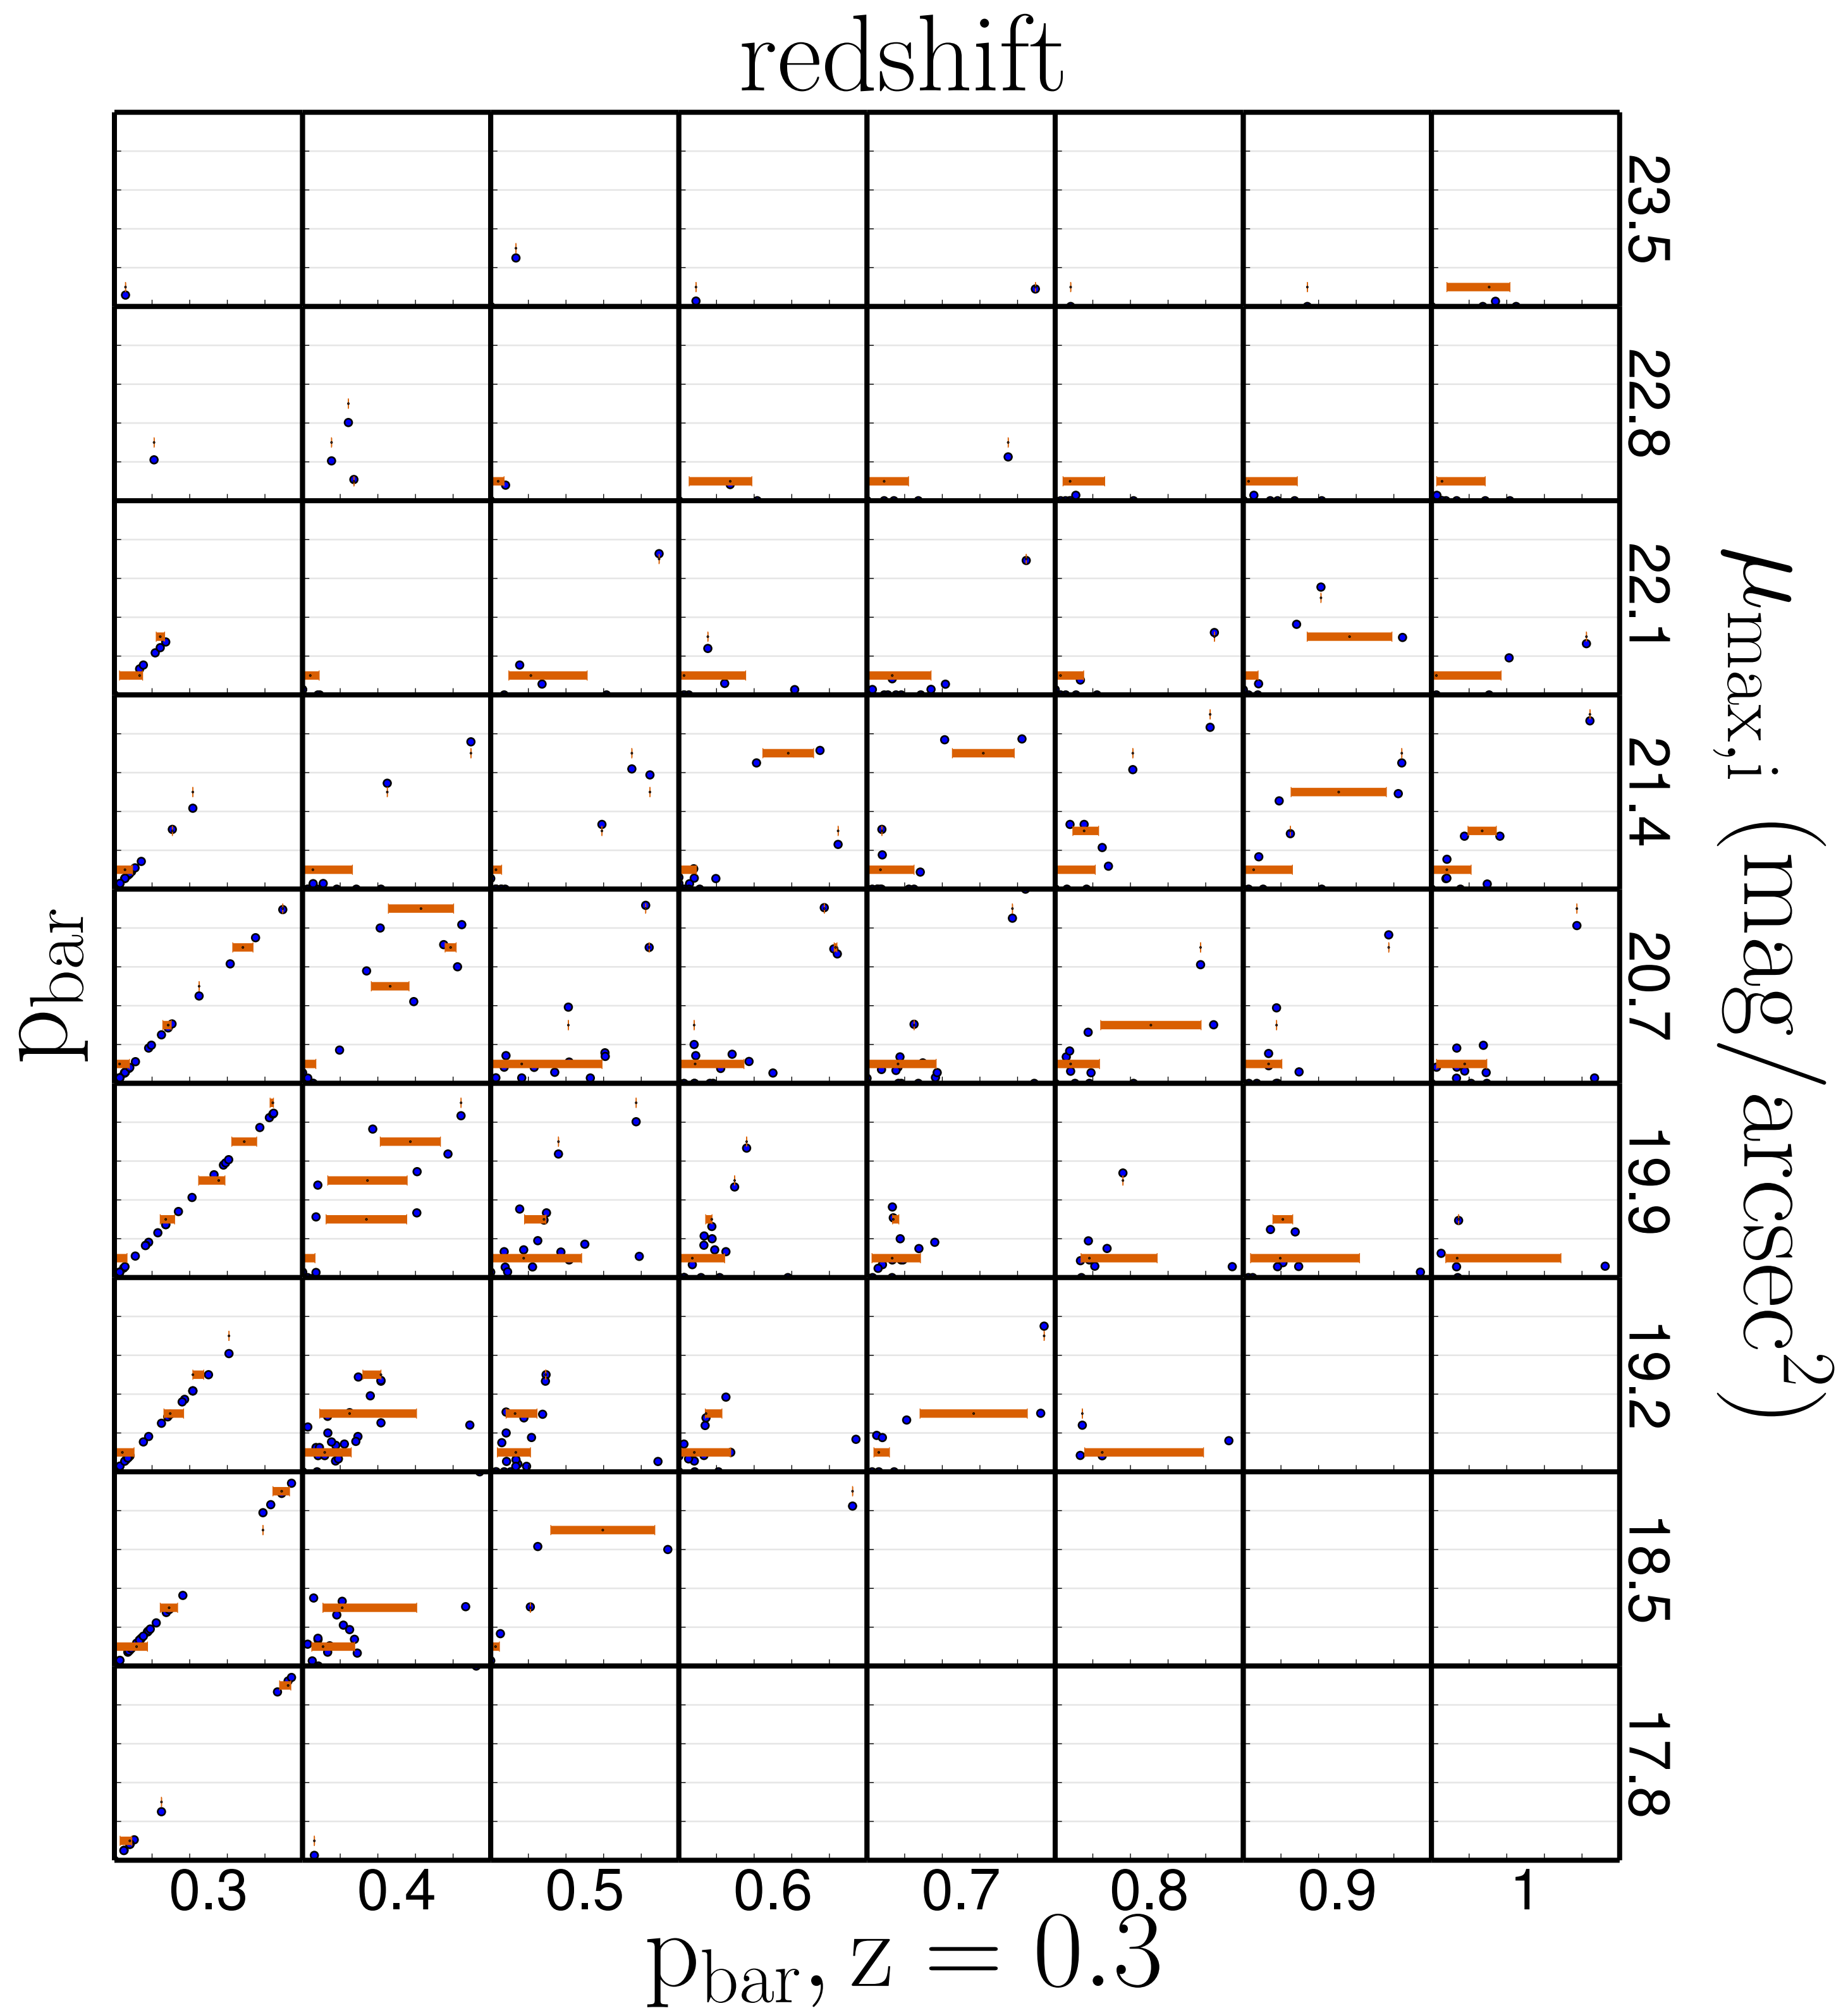 redshift
23.5
22.8
22.1
21.4
20.7
19.9
19.2
18.5
17.8
μmax,i (mag/arcsec²)
pbar
0.3 0.4 0.5 0.6 0.7 0.8 0.9 1
pbar, z = 0.3